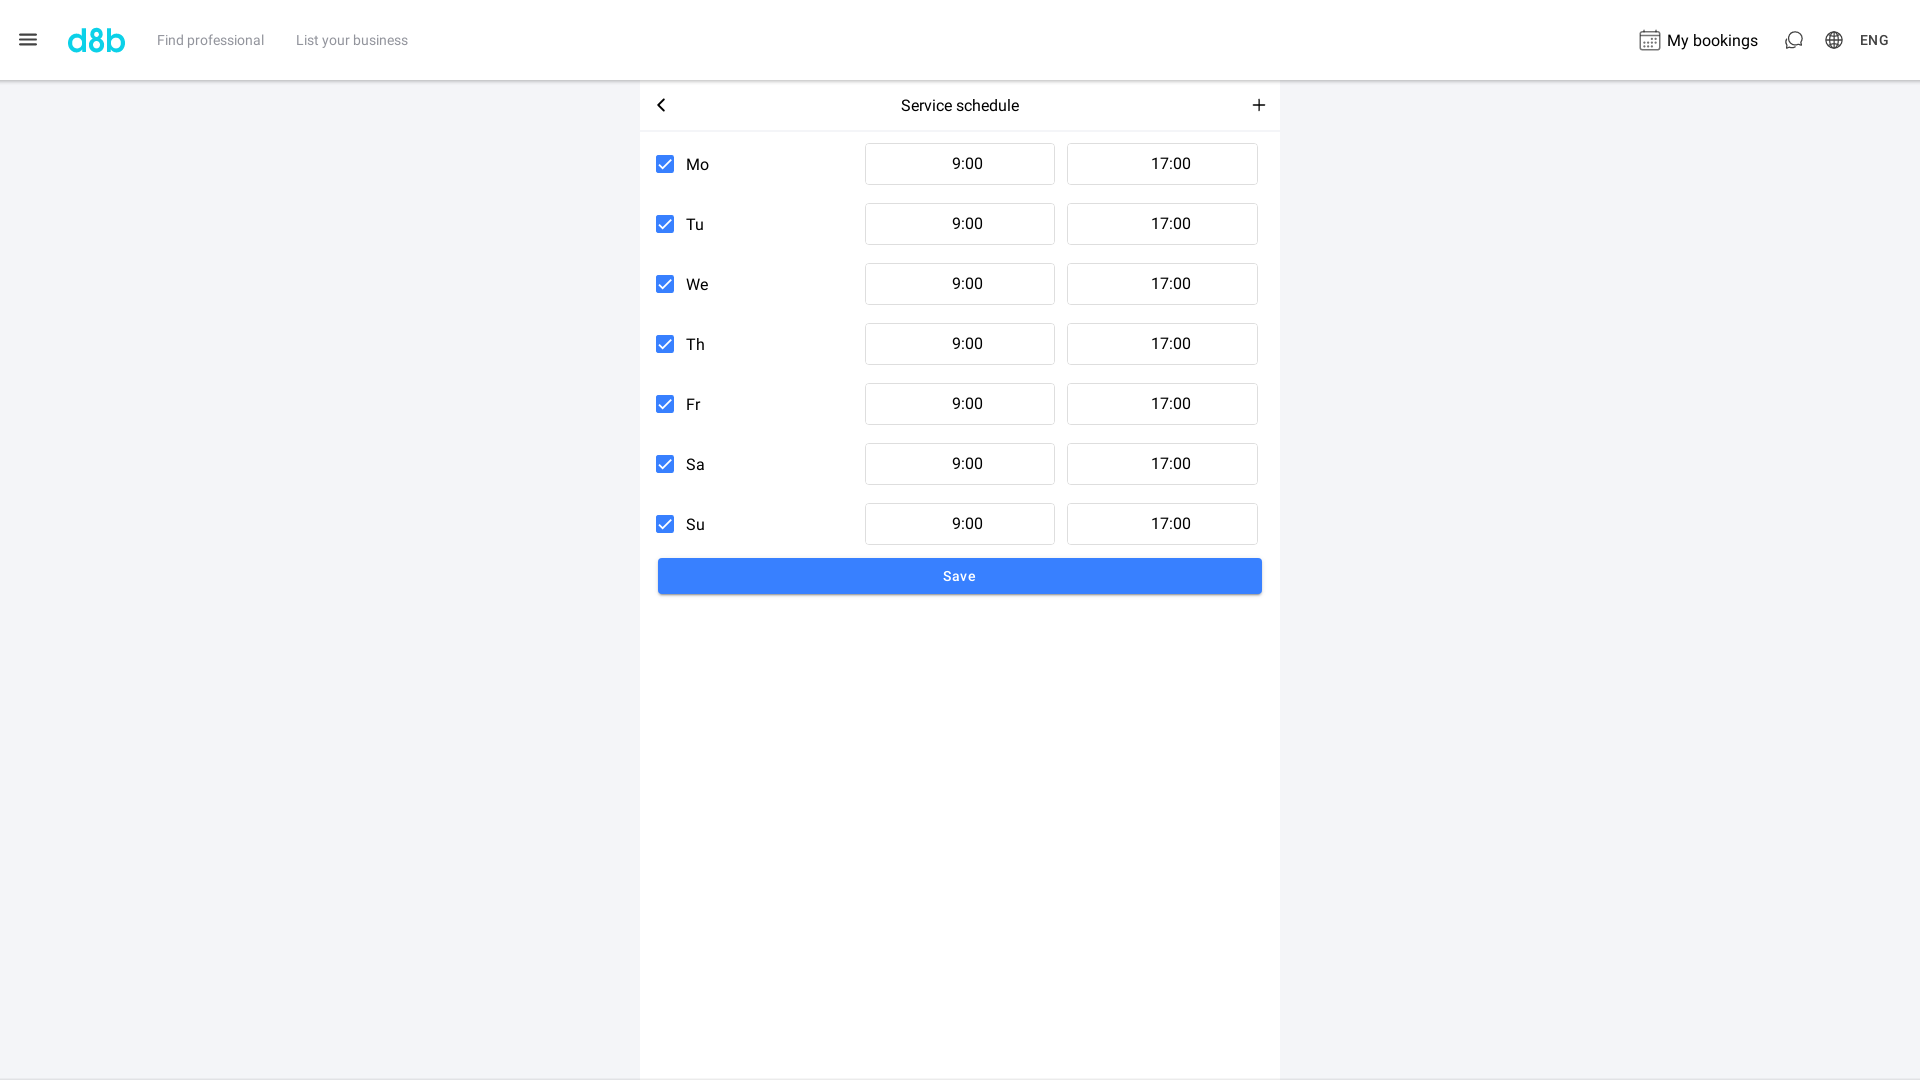 d8b Find professional List your business My bookings ENG
Service schedule
Mo 9:00 17:00
Tu 9:00 17:00
We 9:00 17:00
Th 9:00 17:00
Fr 9:00 17:00
Sa 9:00 17:00
Su 9:00 17:00
Save